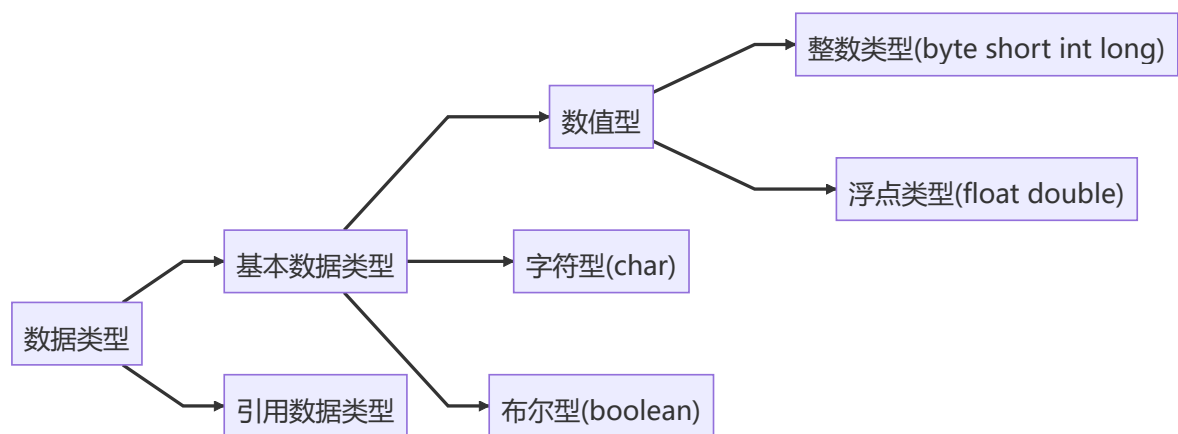 整数类型(byte short int long)
数值型
浮点类型(float double)
基本数据类型
字符型(char)
数据类型
引用数据类型
布尔型(boolean)